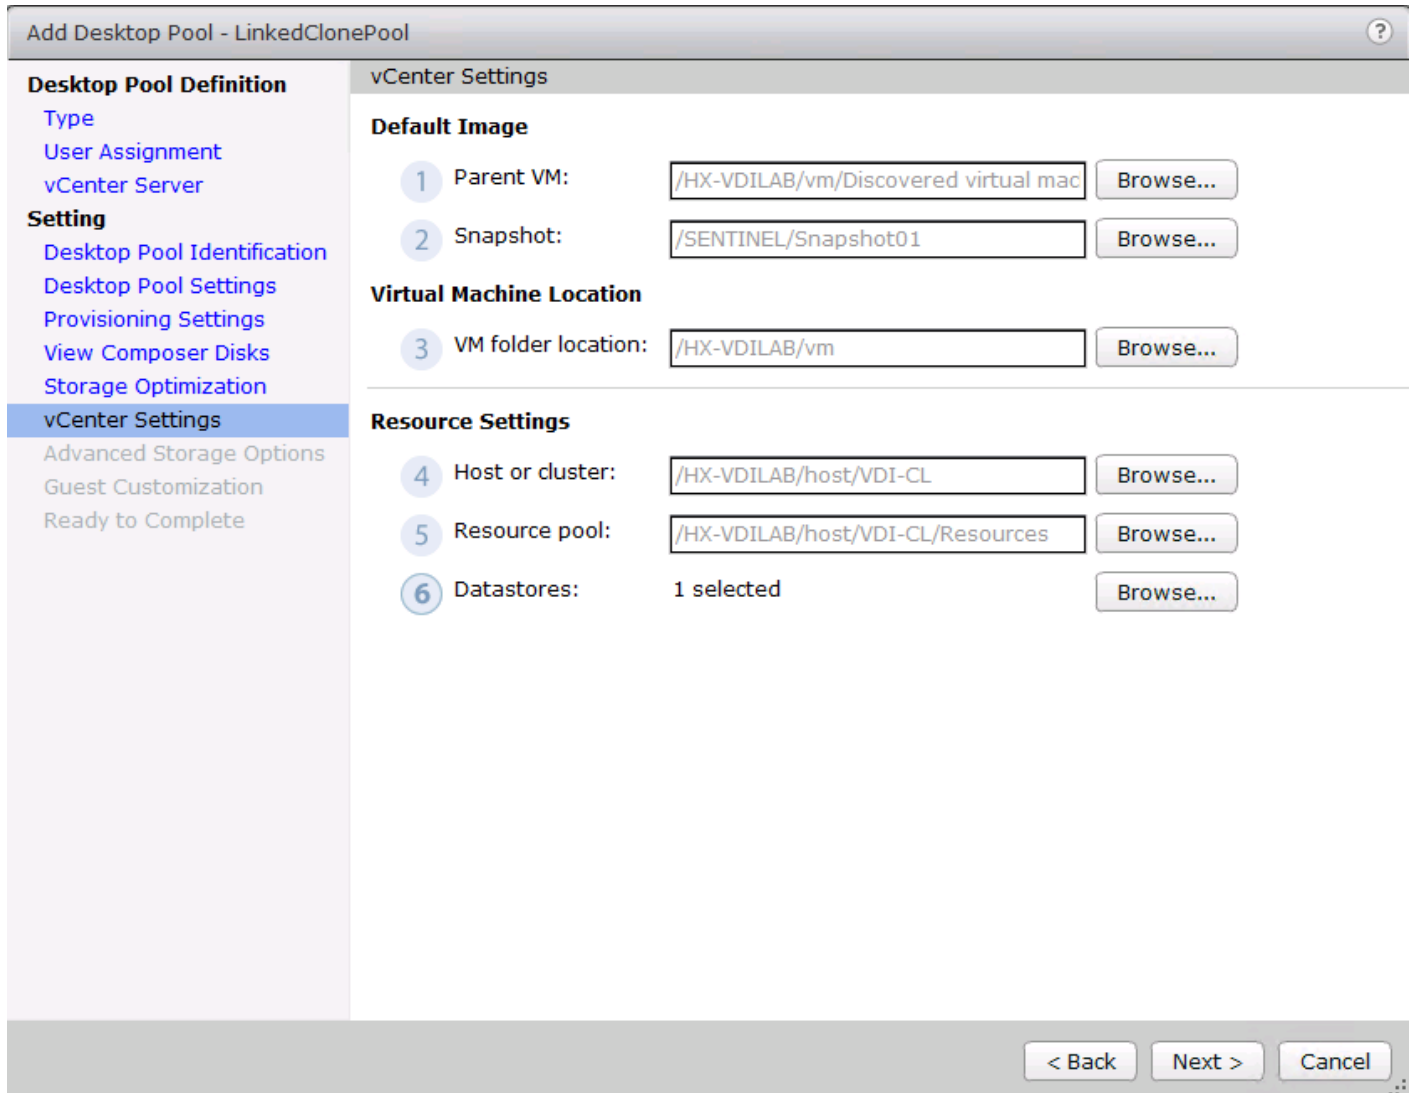 Add Desktop Pool - LinkedClonePool
?
Desktop Pool Definition
Type
User Assignment
vCenter Server
Setting
Desktop Pool Identification
Desktop Pool Settings
Provisioning Settings
View Composer Disks
Storage Optimization
vCenter Settings
Advanced Storage Options
Guest Customization
Ready to Complete
vCenter Settings
Default Image
1 Parent VM: /HX-VDILAB/vm/Discovered virtual mac Browse...
2 Snapshot: /SENTINEL/Snapshot01 Browse...
Virtual Machine Location
3 VM folder location: /HX-VDILAB/vm Browse...
Resource Settings
4 Host or cluster: /HX-VDILAB/host/VDI-CL Browse...
5 Resource pool: /HX-VDILAB/host/VDI-CL/Resources Browse...
6 Datastores: 1 selected Browse...
< Back Next > Cancel